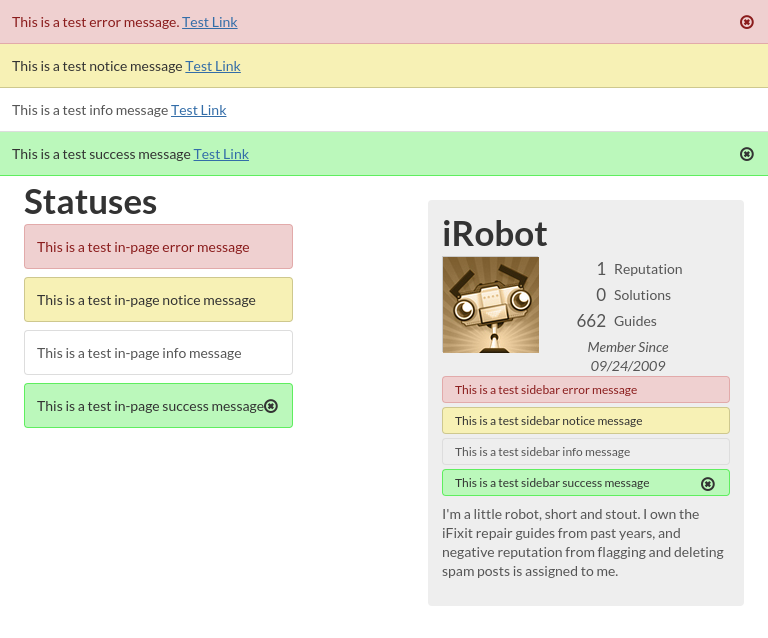 This is a test error message. Test Link
This is a test notice message Test Link
This is a test info message Test Link
This is a test success message Test Link
Statuses
This is a test in-page error message
This is a test in-page notice message
This is a test in-page info message
This is a test in-page success message
iRobot
1 Reputation
0 Solutions
662 Guides
Member Since
09/24/2009
This is a test sidebar error message
This is a test sidebar notice message
This is a test sidebar info message
This is a test sidebar success message
I'm a little robot, short and stout. I own the
iFixit repair guides from past years, and
negative reputation from flagging and deleting
spam posts is assigned to me.